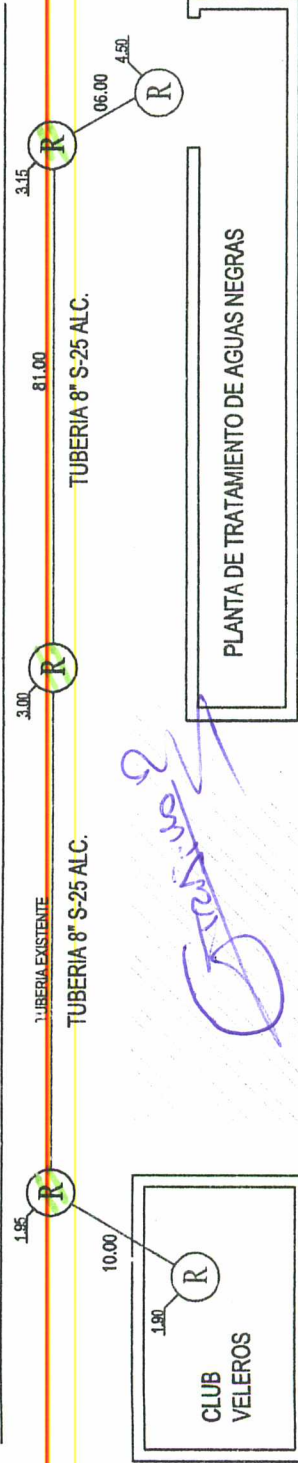 1.95
R
TUBERIA EXISTENTE
TUBERIA 8" S-25 ALC.
3.00
R
81.00
TUBERIA 8" S-25 ALC.
3.15
R
06.00
4.50
R
10.00
1.90
R
CLUB
VELEROS
PLANTA DE TRATAMIENTO DE AGUAS NEGRAS